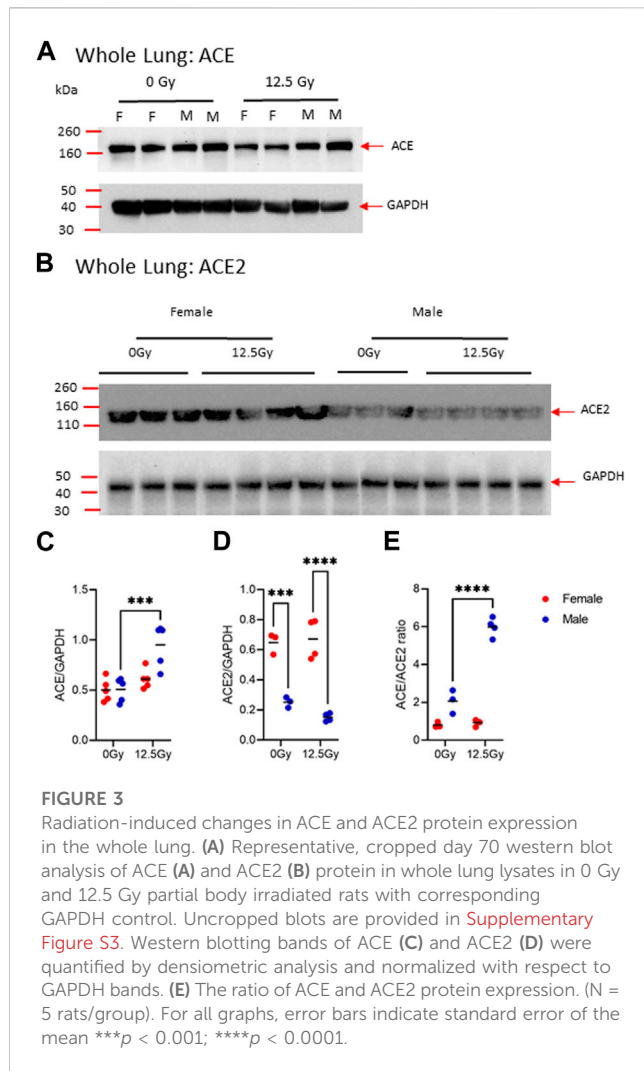 A Whole Lung: ACE
0 Gy 12.5 Gy
kDa
F F M M F F M M
260
160
ACE
50
40
30
GAPDH
B Whole Lung: ACE2
Female Male
0Gy 12.5Gy 0Gy 12.5Gy
260
160
110
ACE2
50
40
30
GAPDH
C
***
ACE/GAPDH
1.5
1.0
0.5
0.0
0Gy 12.5Gy
D
*** ****
ACE2/GAPDH
0.8
0.6
0.4
0.2
0.0
0Gy 12.5Gy
E
****
ACE/ACE2 ratio
8
6
4
2
0
0Gy 12.5Gy
Female
Male
FIGURE 3
Radiation-induced changes in ACE and ACE2 protein expression
in the whole lung. (A) Representative, cropped day 70 western blot
analysis of ACE (A) and ACE2 (B) protein in whole lung lysates in 0 Gy
and 12.5 Gy partial body irradiated rats with corresponding
GAPDH control. Uncropped blots are provided in Supplementary
Figure S3. Western blotting bands of ACE (C) and ACE2 (D) were
quantified by densiometric analysis and normalized with respect to
GAPDH bands. (E) The ratio of ACE and ACE2 protein expression. (N =
5 rats/group). For all graphs, error bars indicate standard error of the
mean ***p < 0.001; ****p < 0.0001.